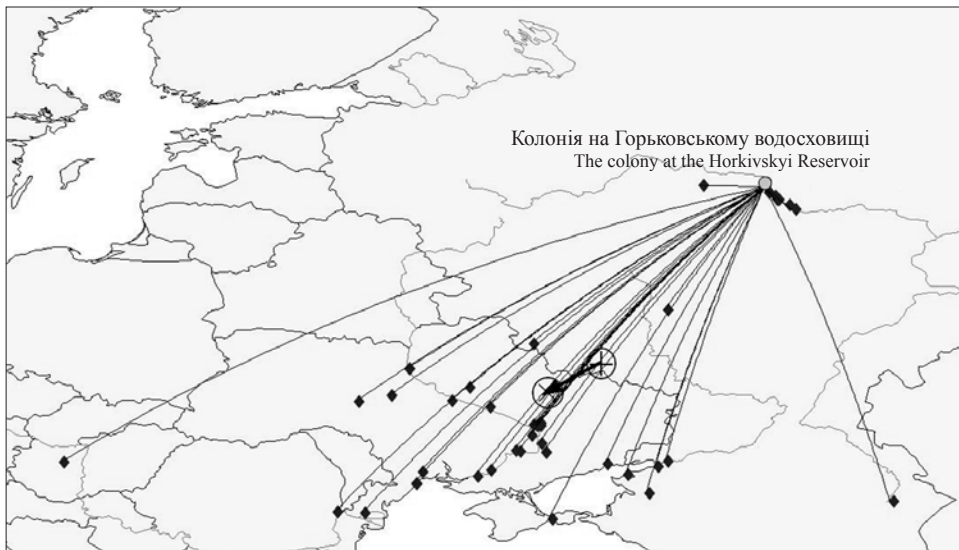 Колонія на Горьковському водосховищі
The colony at the Horkivskyi Reservoir